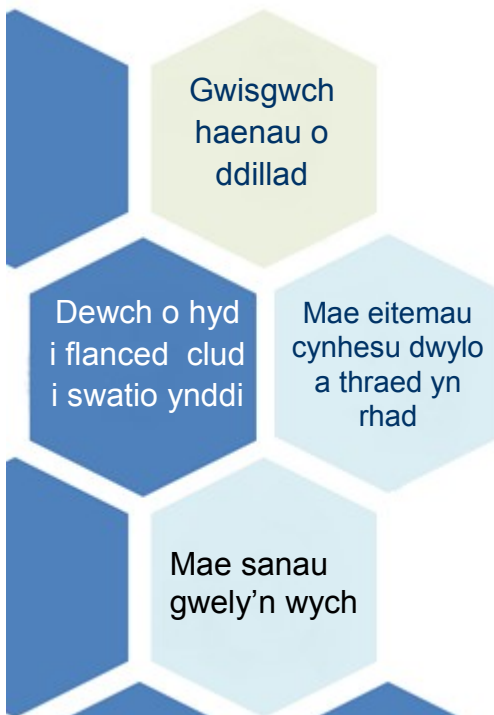 Gwisgwch
haenau o
ddillad
Dewch o hyd
i flanced clud
i swatio ynddi
Mae eitemau
cynhesu dwylo
a thraed yn
rhad
Mae sanau
gwely’n wych